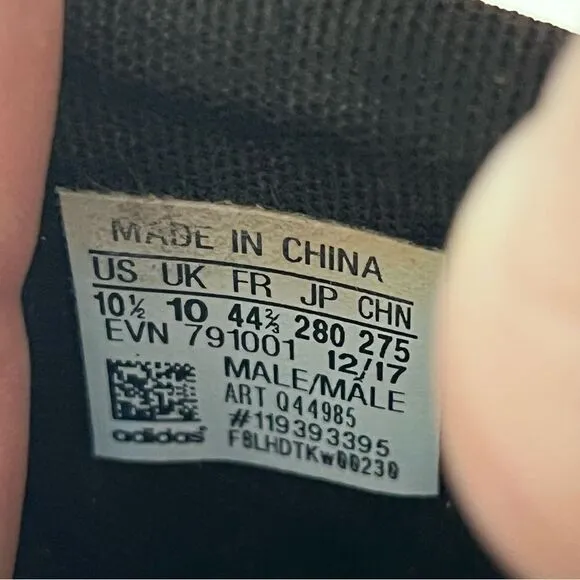 MADE IN CHINA
US UK FR JP CHN
10½ 10 44⅔ 280 275
EVN 791001 12/17
MALE/MÂLE
ART Q44985
#119393395
adidas F8LHDTKw00230